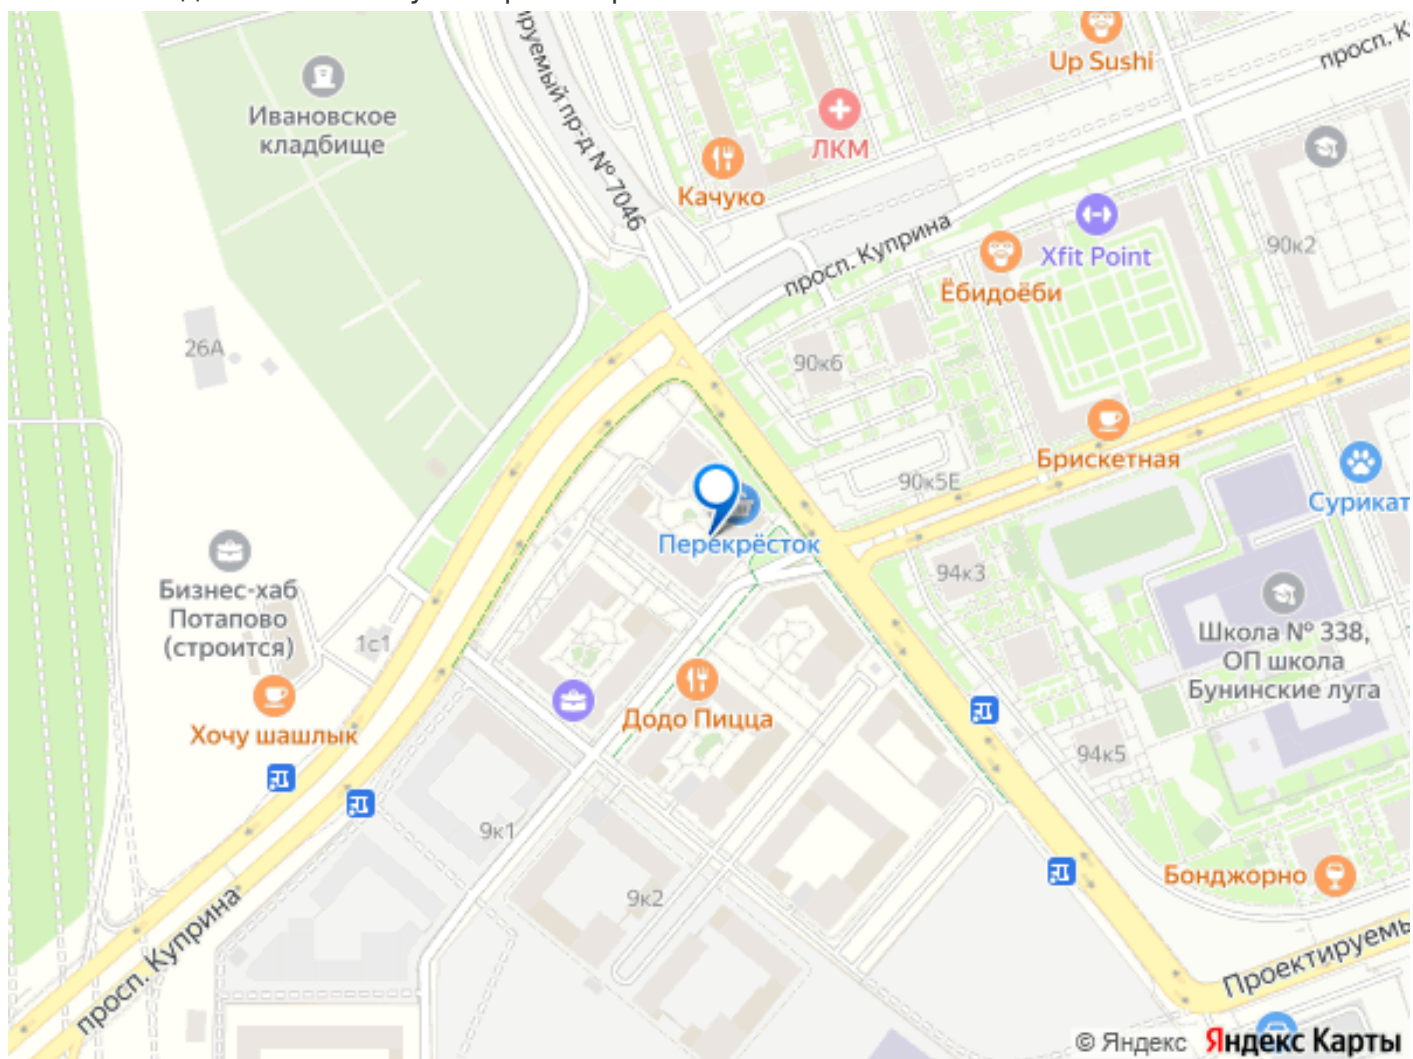 Up Sushi
просп. К
Ивановское
кладбище
ируемый пр-д № 7046
ЛКМ
Качуко
просп. Куприна
Xfit Point
90к2
Ёбидоёби
26А
90к6
Брискетная
90к5Е
Сурикат
Перекрёсток
94к3
Бизнес-хаб
Потапово
(строится)
1с1
Школа № 338,
ОП школа
Бунинские луга
Додо Пицца
Хочу шашлык
94к5
9к1
Бонджорно
9к2
просп. Куприна
Проектируемь
© Яндекс Яндекс Карты